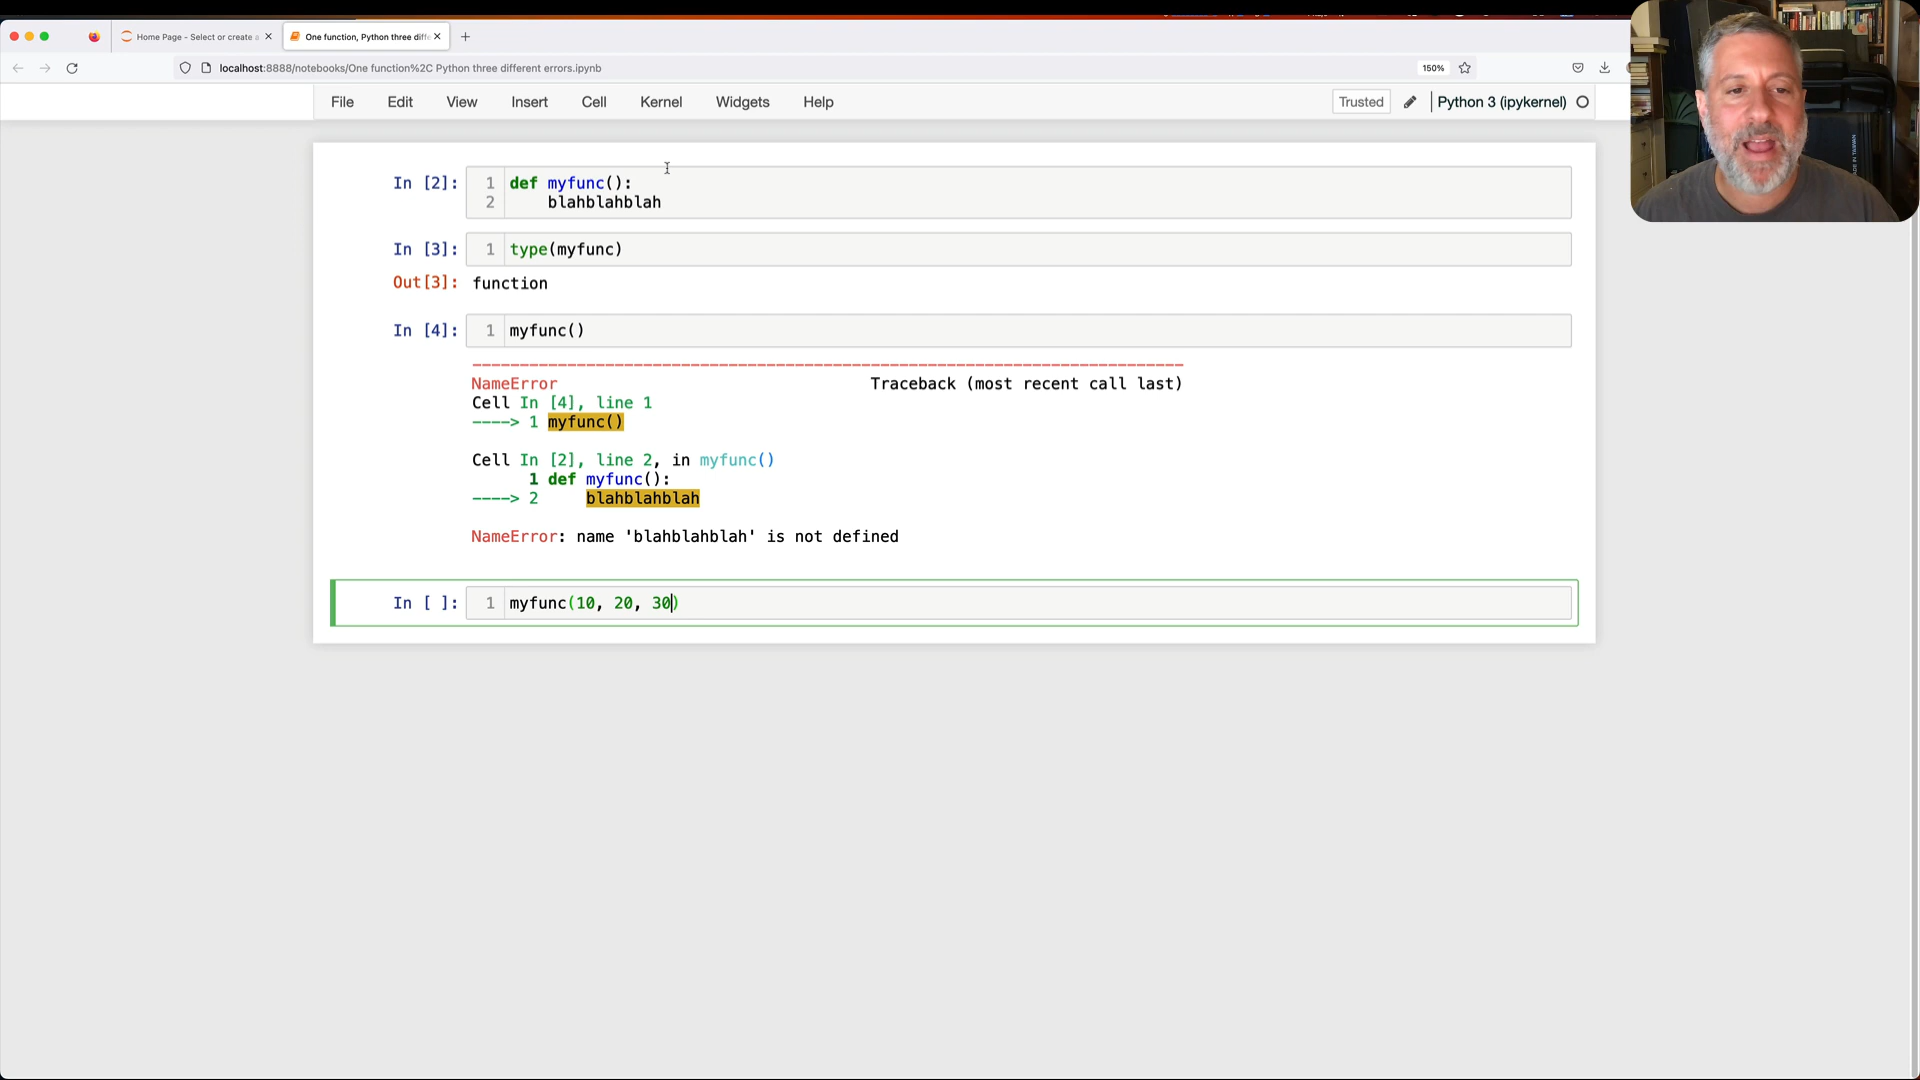 Home Page - Select or create a
One function, Python three diffe
localhost:8888/notebooks/One function%2C Python three different errors.ipynb
150%
File Edit View Insert Cell Kernel Widgets Help
Trusted
Python 3 (ipykernel)
In [2]: 1 def myfunc():
2 blahblahblah
In [3]: 1 type(myfunc)
Out[3]: function
In [4]: 1 myfunc()
---------------------------------------------------------------------------
NameError Traceback (most recent call last)
Cell In [4], line 1
----> 1 myfunc()
Cell In [2], line 2, in myfunc()
1 def myfunc():
----> 2 blahblahblah
NameError: name 'blahblahblah' is not defined
In [ ]: 1 myfunc(10, 20, 30)
MADE IN TAIWAN